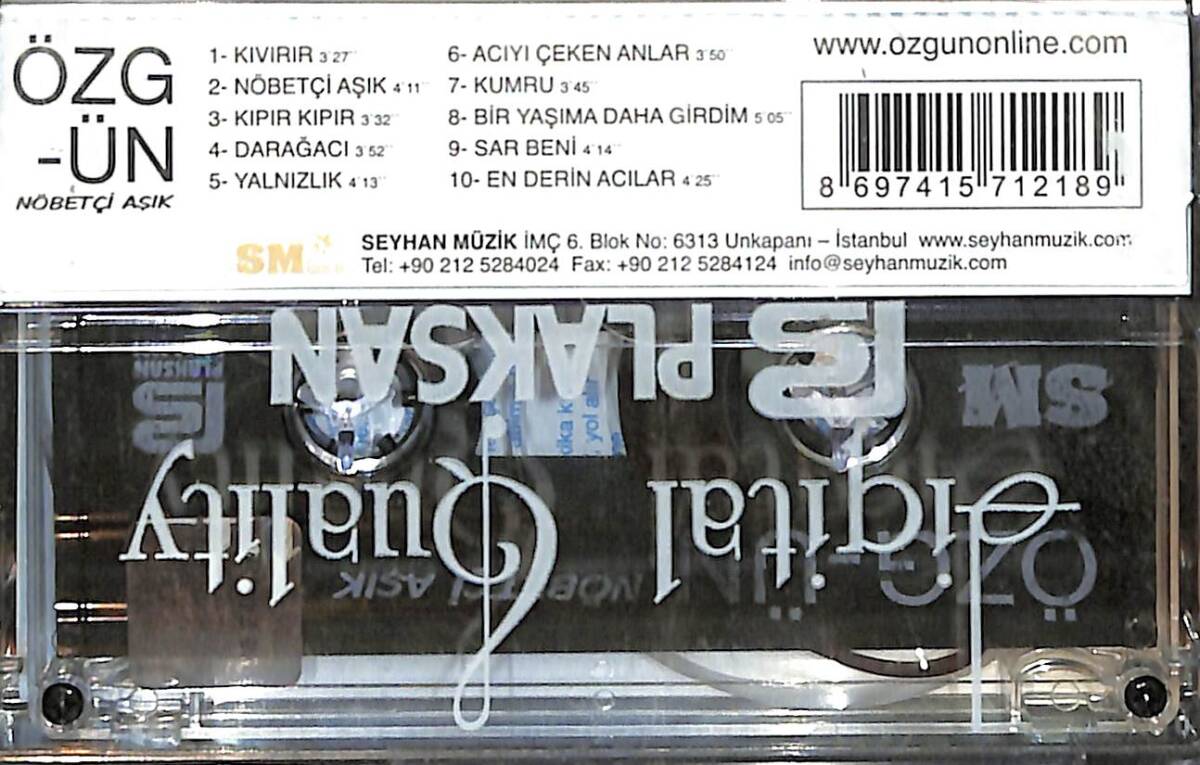 ÖZG
-ÜN
NÖBETÇİ AŞIK
1- KIVIRIR 3'27''
2- NÖBETÇİ AŞIK 4'11''
3- KIPIR KIPIR 3'32''
4- DARAĞACI 3'52''
5- YALNIZLIK 4'13''
6- ACIYI ÇEKEN ANLAR 3'50''
7- KUMRU 3'45''
8- BİR YAŞIMA DAHA GİRDİM 5'05''
9- SAR BENİ 4'14''
10- EN DERİN ACILAR 4'25''
www.ozgunonline.com
8 697415 712189
SM
SEYHAN MÜZİK İMÇ 6. Blok No: 6313 Unkapanı – İstanbul www.seyhanmuzik.com
Tel: +90 212 5284024 Fax: +90 212 5284124 info@seyhanmuzik.com
PLAKSAN
PLAKSAN
SM
Digital Quality
ÖZG-ÜN
NÖBETÇİ AŞIK
yol